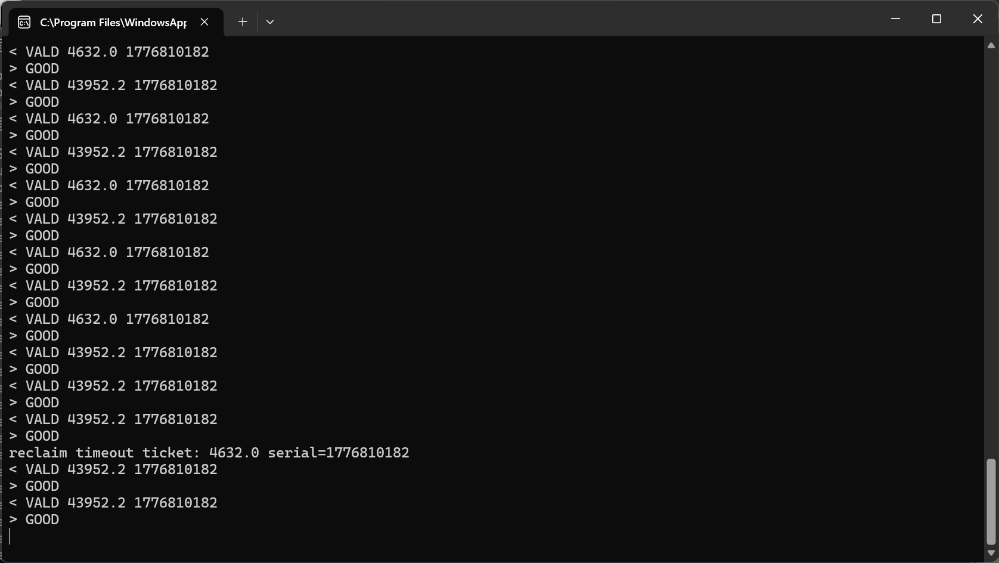 C:\Program Files\WindowsApp
< VALD 4632.0 1776810182
> GOOD
< VALD 43952.2 1776810182
> GOOD
< VALD 4632.0 1776810182
> GOOD
< VALD 43952.2 1776810182
> GOOD
< VALD 4632.0 1776810182
> GOOD
< VALD 43952.2 1776810182
> GOOD
< VALD 4632.0 1776810182
> GOOD
< VALD 43952.2 1776810182
> GOOD
< VALD 4632.0 1776810182
> GOOD
< VALD 43952.2 1776810182
> GOOD
< VALD 43952.2 1776810182
> GOOD
< VALD 43952.2 1776810182
> GOOD
reclaim timeout ticket: 4632.0 serial=1776810182
< VALD 43952.2 1776810182
> GOOD
< VALD 43952.2 1776810182
> GOOD